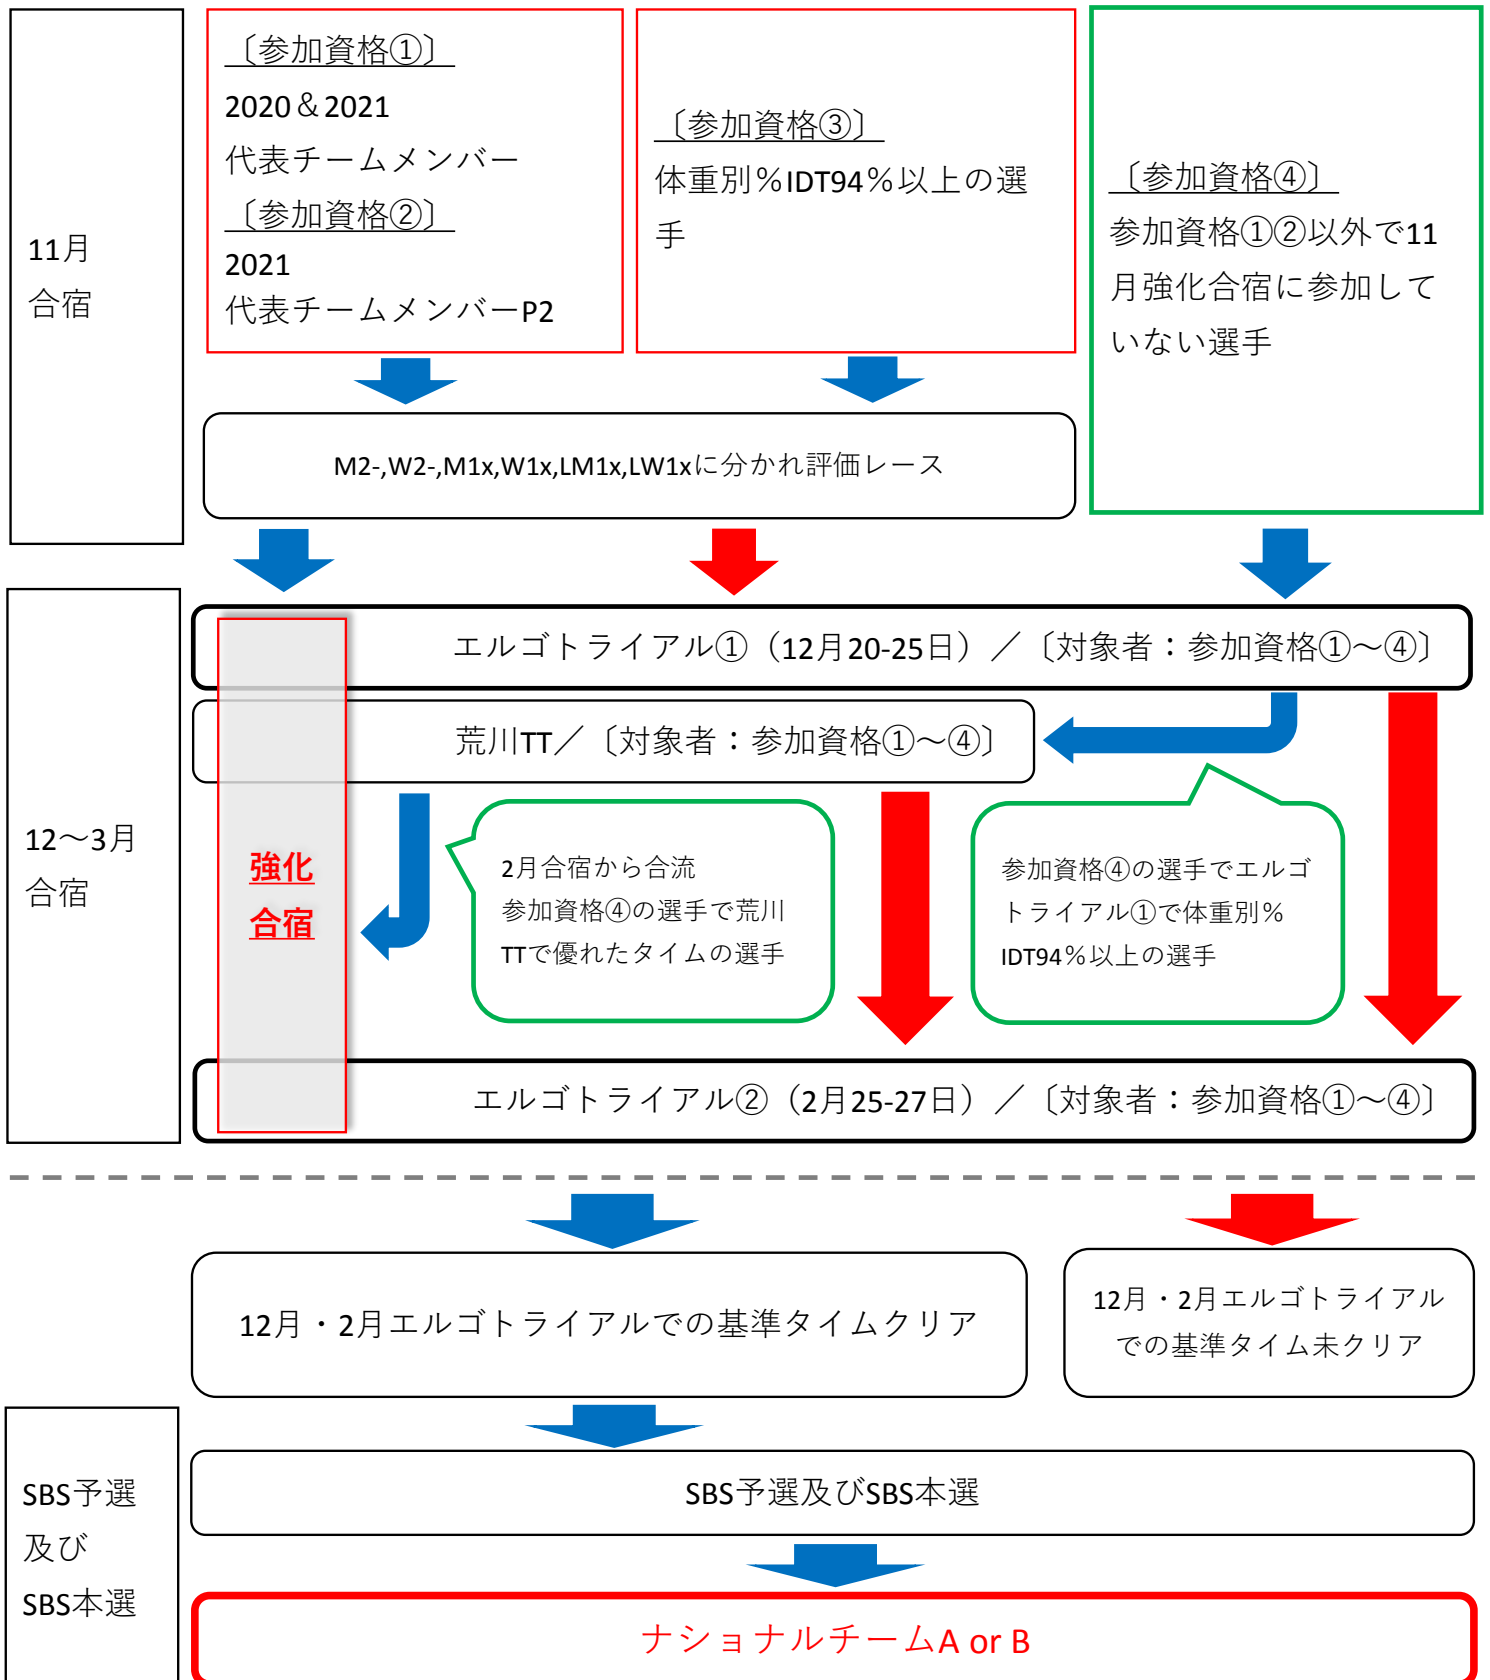 11月
合宿
〔参加資格①〕
2020＆2021
代表チームメンバー
〔参加資格②〕
2021
代表チームメンバーP2
〔参加資格③〕
体重別％IDT94％以上の選
手
〔参加資格④〕
参加資格①②以外で11
月強化合宿に参加して
いない選手
M2-,W2-,M1x,W1x,LM1x,LW1xに分かれ評価レース
12～3月
合宿
エルゴトライアル①（12月20-25日）／〔対象者：参加資格①～④〕
荒川TT／〔対象者：参加資格①～④〕
強化
合宿
2月合宿から合流
参加資格④の選手で荒川
TTで優れたタイムの選手
参加資格④の選手でエルゴ
トライアル①で体重別％
IDT94％以上の選手
エルゴトライアル②（2月25-27日）／〔対象者：参加資格①～④〕
12月・2月エルゴトライアルでの基準タイムクリア
12月・2月エルゴトライアル
での基準タイム未クリア
SBS予選
及び
SBS本選
SBS予選及びSBS本選
ナショナルチームA or B